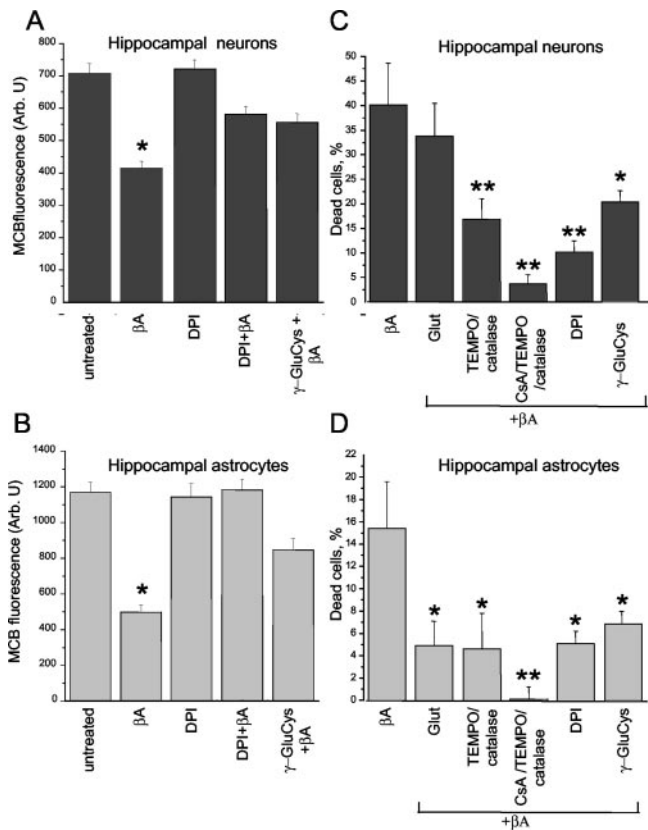 A
Hippocampal neurons
MCBfluorescence (Arb. U)
800
700
600
500
400
300
200
100
0
*
untreated
βA
DPI
DPI+βA
γ–GluCys +
βA
C
Hippocampal neurons
Dead cells, %
50
45
40
35
30
25
20
15
10
5
0
**
**
**
*
βA
Glut
TEMPO/
catalase
CsA/TEMPO
/catalase
DPI
γ–GluCys
+βA
B
Hippocampal astrocytes
MCB fluorescence (Arb. U)
1400
1200
1000
800
600
400
200
0
*
untreated
βA
DPI
DPI+βA
γ–GluCys
+βA
D
Hippocampal astrocytes
Dead cells, %
22
20
18
16
14
12
10
8
6
4
2
0
*
*
**
*
*
βA
Glut
TEMPO/
catalase
CsA /TEMPO/
catalase
DPI
γ–GluCys
+βA